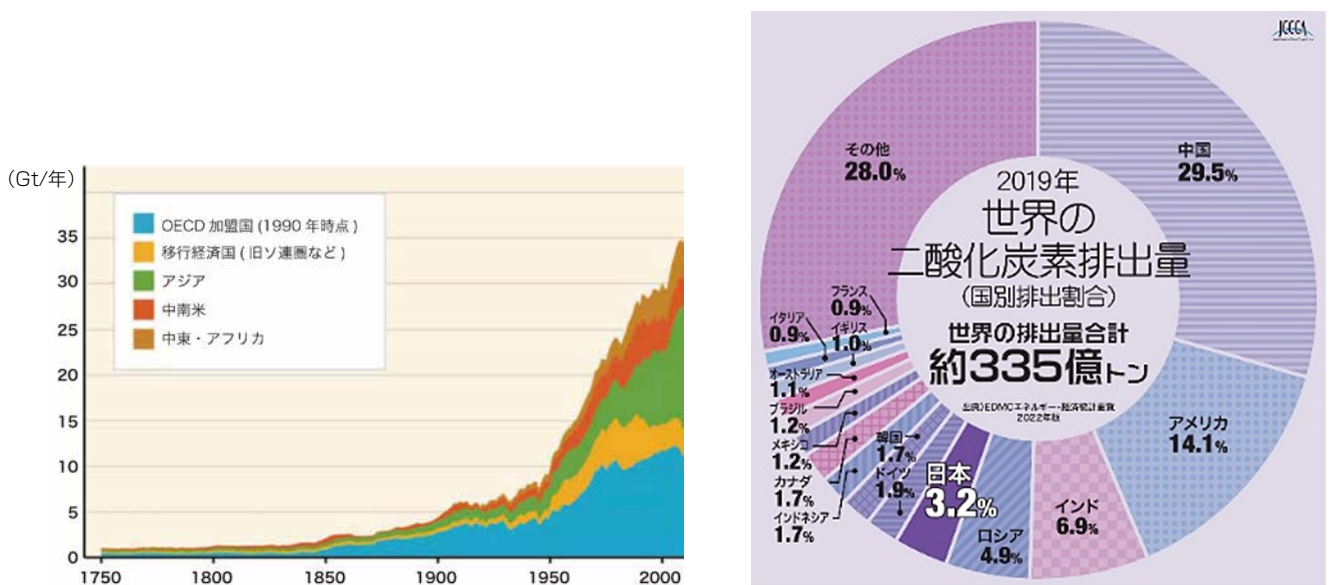 (Gt/年)
OECD 加盟国 (1990 年時点)
移行経済国 (旧ソ連圏など)
アジア
中南米
中東・アフリカ
35
30
25
20
15
10
5
0
1750
1800
1850
1900
1950
2000
JCCCA
2019年
世界の
二酸化炭素排出量
(国別排出割合)
世界の排出量合計
約335億トン
出典)EDMCエネルギー・経済統計要覧
2022年版
中国
29.5%
アメリカ
14.1%
インド
6.9%
ロシア
4.9%
日本
3.2%
ドイツ
1.9%
韓国
1.7%
インドネシア
1.7%
カナダ
1.7%
メキシコ
1.2%
ブラジル
1.2%
オーストラリア
1.1%
イギリス
1.0%
イタリア
0.9%
フランス
0.9%
その他
28.0%